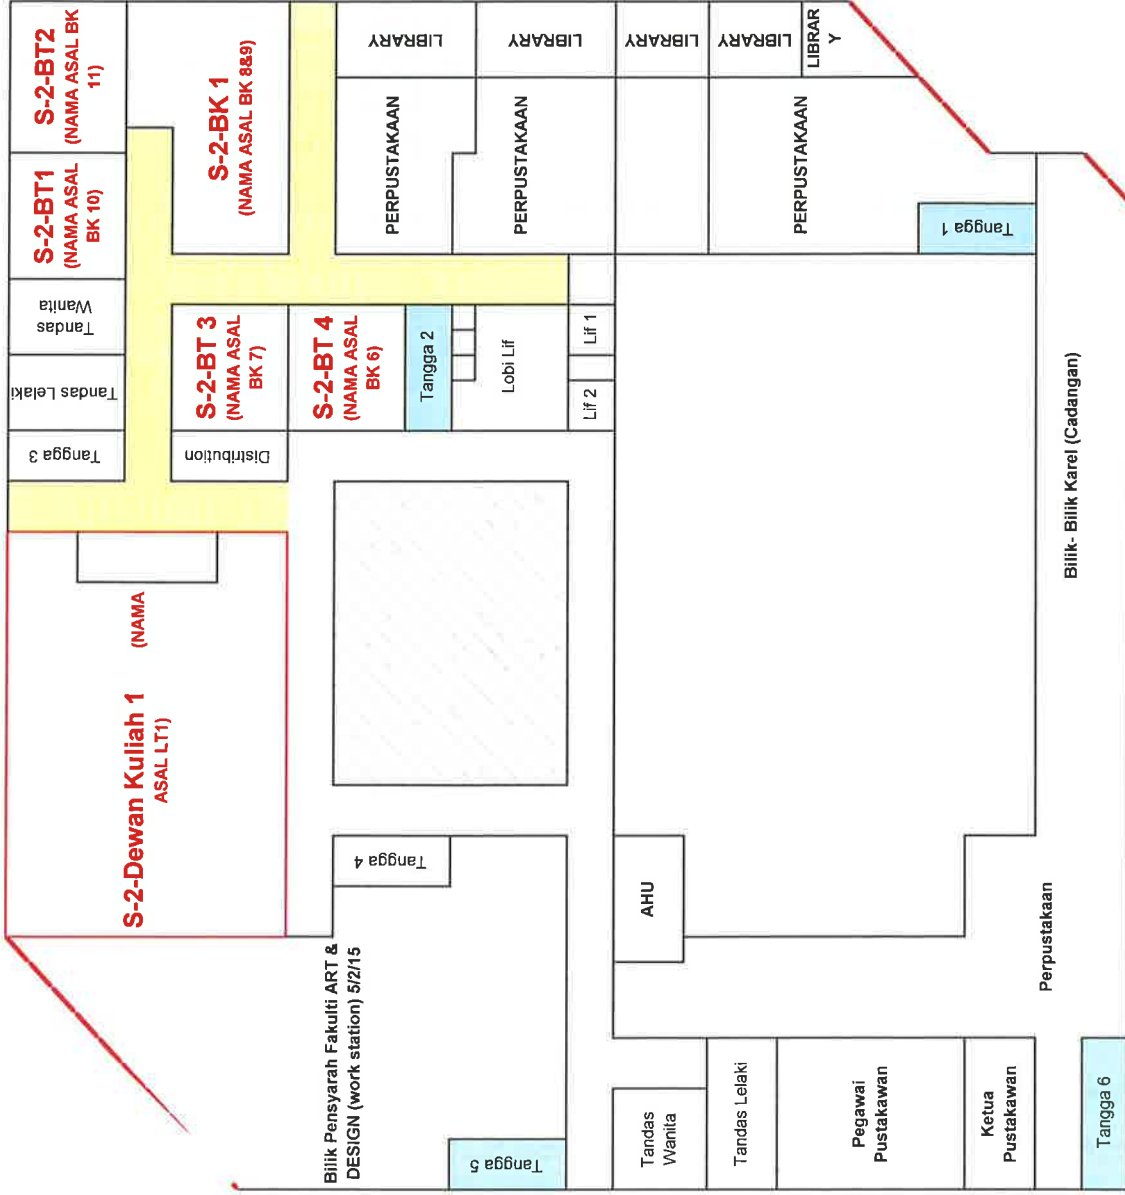 S-2-BT2
(NAMA ASAL BK
11)
S-2-BT1
(NAMA ASAL
BK 10)
Tandas
Wanita
Tandas Lelaki
Tangga 3
S-2-BK 1
(NAMA ASAL BK 8&9)
S-2-BT 3
(NAMA ASAL
BK 7)
Distribution
S-2-BT 4
(NAMA ASAL
BK 6)
Tangga 2
Lobi Lif
Lif 1
Lif 2
LIBRARY
LIBRARY
LIBRARY
LIBRARY
LIBRAR
Y
PERPUSTAKAAN
PERPUSTAKAAN
PERPUSTAKAAN
Tangga 1
S-2-Dewan Kuliah 1 (NAMA
ASAL LT1)
Tangga 4
Bilik Pensyarah Fakulti ART &
DESIGN (work station) 5/2/15
Tangga 5
AHU
Tandas
Wanita
Tandas Lelaki
Pegawai
Pustakawan
Ketua
Pustakawan
Perpustakaan
Bilik- Bilik Karel (Cadangan)
Tangga 6